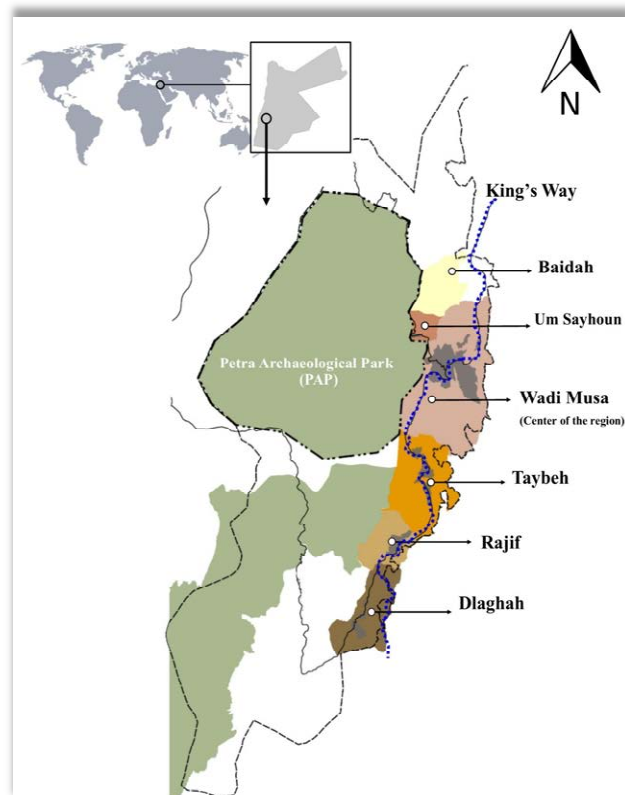 N
King's Way
Baidah
Um Sayhoun
Petra Archaeological Park
(PAP)
Wadi Musa
(Center of the region)
Taybeh
Rajif
Dlaghah